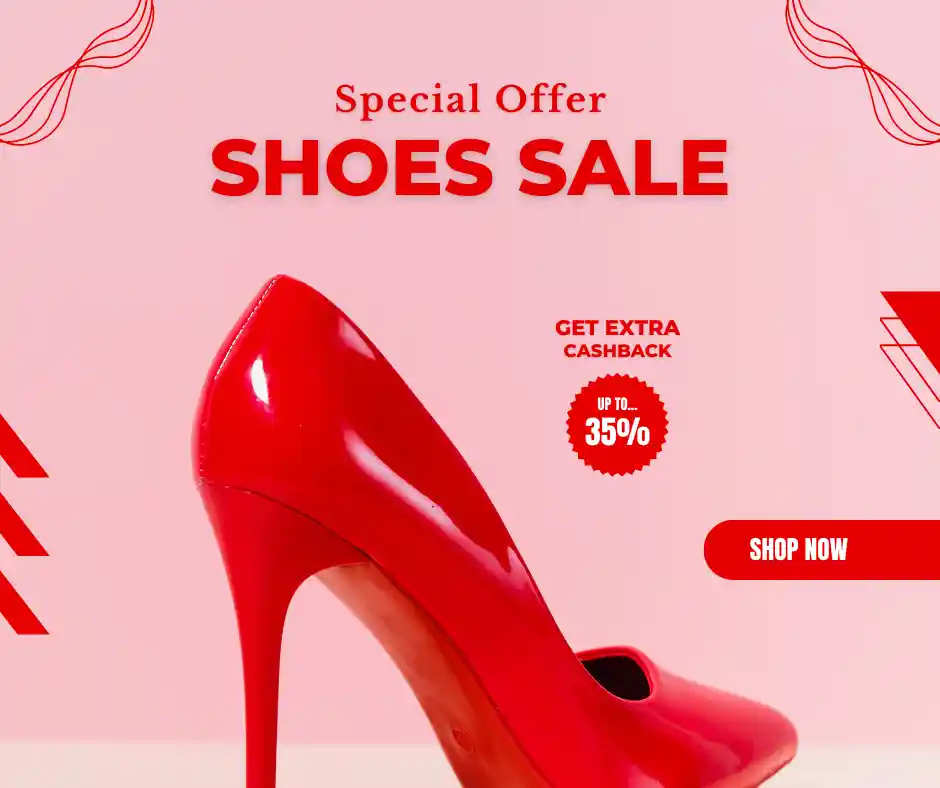 Special Offer
SHOES SALE
GET EXTRA
CASHBACK
UP TO...
35%
SHOP NOW